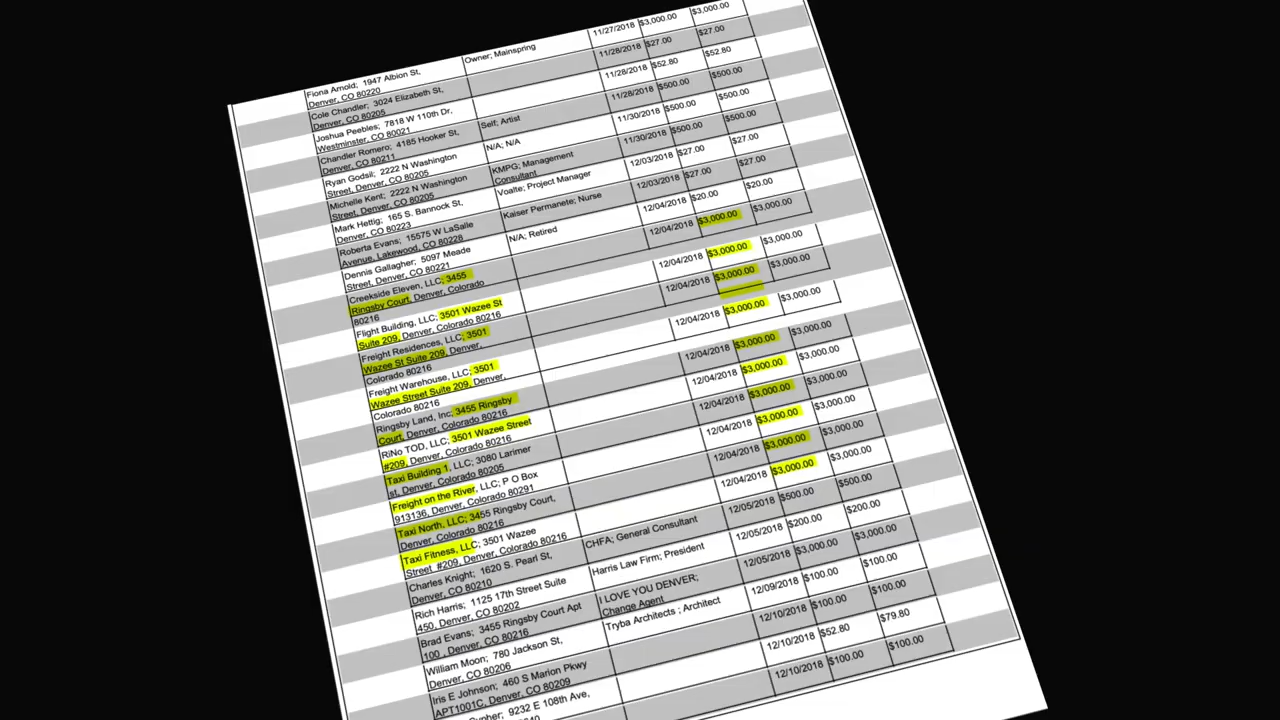 Fiona Arnold; 1947 Albion St, Owner; Mainspring 11/27/2018 $3,000.00 $3,000.00
Denver, CO 80220
Cole Chandler; 3024 Elizabeth St, 11/28/2018 $27.00 $27.00
Denver, CO 80205
Joshua Peebles; 7818 W 110th Dr, 11/28/2018 $52.80 $52.80
Westminster, CO 80021
Chandler Romero; 4185 Hooker St, Self; Artist 11/28/2018 $500.00 $500.00
Denver, CO 80211
Ryan Godsil; 2222 N Washington N/A; N/A 11/30/2018 $500.00 $500.00
Street, Denver, CO 80205
Michelle Kent; 2222 N Washington KMPG; Management 11/30/2018 $500.00 $500.00
Street, Denver, CO 80205 Consultant
Mark Hettig; 165 S. Bannock St, Voalte; Project Manager 12/03/2018 $27.00 $27.00
Denver, CO 80223
Roberta Evans; 15575 W LaSalle Kaiser Permanete; Nurse 12/03/2018 $27.00 $27.00
Avenue, Lakewood, CO 80228
Dennis Gallagher; 5097 Meade N/A; Retired 12/04/2018 $20.00 $20.00
Street, Denver, CO 80221
Creekside Eleven, LLC; 3455 12/04/2018 $3,000.00 $3,000.00
Ringsby Court, Denver, Colorado
80216
Flight Building, LLC; 3501 Wazee St 12/04/2018 $3,000.00 $3,000.00
Suite 209, Denver, Colorado 80216
Freight Residences, LLC; 3501 12/04/2018 $3,000.00 $3,000.00
Wazee St Suite 209, Denver,
Colorado 80216
Freight Warehouse, LLC; 3501 12/04/2018 $3,000.00 $3,000.00
Wazee Street Suite 209, Denver,
Colorado 80216
Ringsby Land, Inc; 3455 Ringsby 12/04/2018 $3,000.00 $3,000.00
Court, Denver, Colorado 80216
RiNo TOD, LLC; 3501 Wazee Street 12/04/2018 $3,000.00 $3,000.00
#209, Denver, Colorado 80216
Taxi Building 1, LLC; 3080 Larimer 12/04/2018 $3,000.00 $3,000.00
st, Denver, Colorado 80205
Freight on the River, LLC; P O Box 12/04/2018 $3,000.00 $3,000.00
913136, Denver, Colorado 80291
Taxi North, LLC; 3455 Ringsby Court, 12/04/2018 $3,000.00 $3,000.00
Denver, Colorado 80216
Taxi Fitness, LLC; 3501 Wazee 12/04/2018 $3,000.00 $3,000.00
Street #209, Denver, Colorado 80216
Charles Knight; 1620 S. Pearl St, CHFA; General Consultant 12/05/2018 $500.00 $500.00
Denver, CO 80210
Rich Harris; 1125 17th Street Suite Harris Law Firm; President 12/05/2018 $200.00 $200.00
450, Denver, CO 80202
Brad Evans; 3455 Ringsby Court Apt I LOVE YOU DENVER; 12/05/2018 $3,000.00 $3,000.00
100 , Denver, CO 80216 Change Agent
William Moon; 780 Jackson St, Tryba Architects ; Architect 12/09/2018 $100.00 $100.00
Denver, CO 80206
Iris E Johnson; 460 S Marion Pkwy 12/10/2018 $100.00 $100.00
APT1001C, Denver, CO 80209
9232 E 108th Ave, 12/10/2018 $52.80 $79.80
12/10/2018 $100.00 $100.00